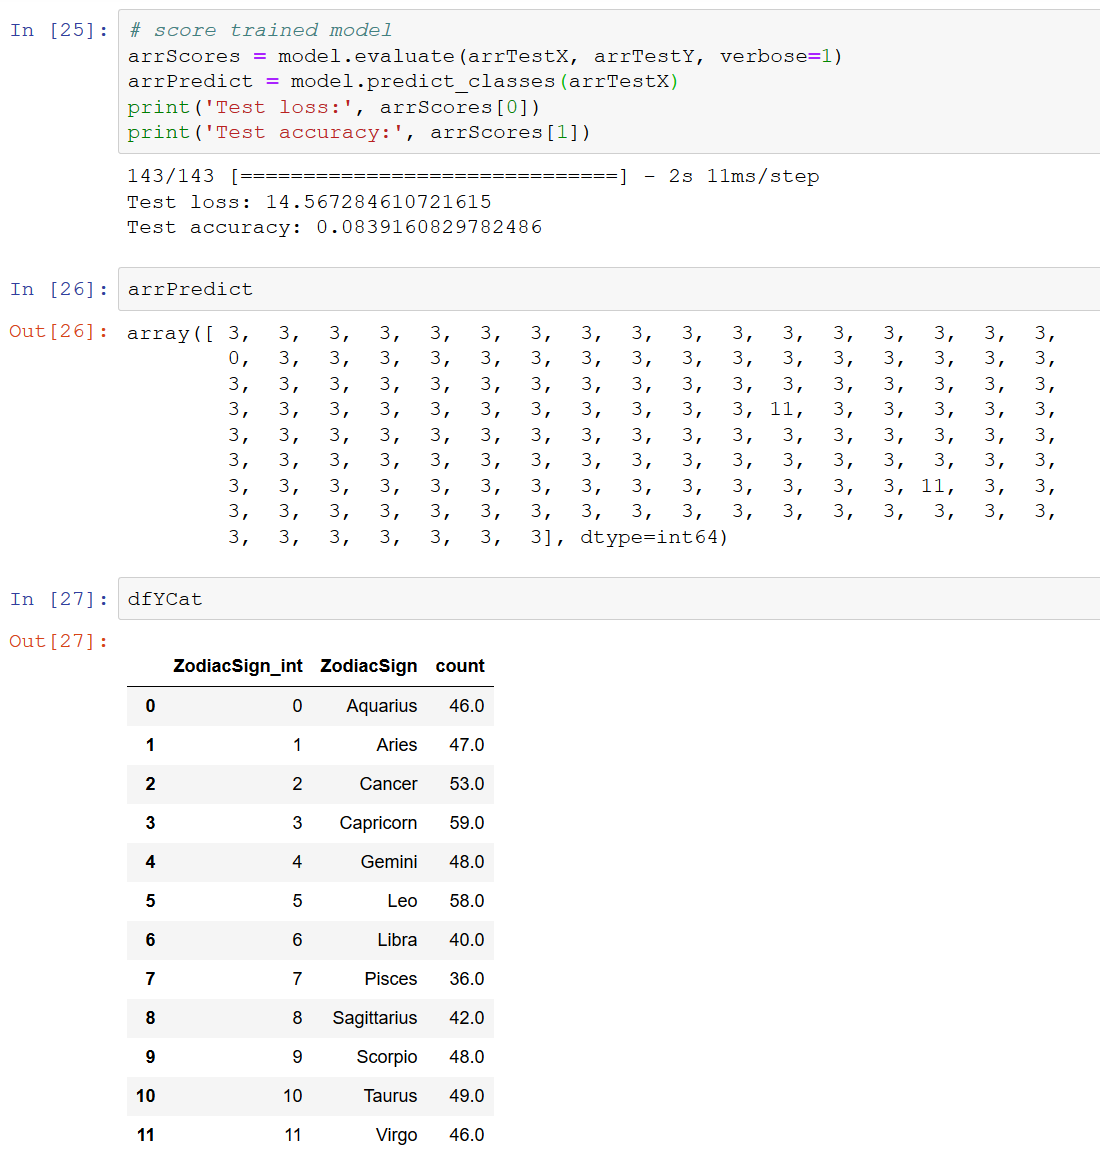 In [25]: # score trained model
arrScores = model.evaluate(arrTestX, arrTestY, verbose=1)
arrPredict = model.predict_classes(arrTestX)
print('Test loss:', arrScores[0])
print('Test accuracy:', arrScores[1])
143/143 [==============================] - 2s 11ms/step
Test loss: 14.567284610721615
Test accuracy: 0.0839160829782486
In [26]: arrPredict
Out[26]: array([ 3, 3, 3, 3, 3, 3, 3, 3, 3, 3, 3, 3, 3, 3, 3, 3, 3,
0, 3, 3, 3, 3, 3, 3, 3, 3, 3, 3, 3, 3, 3, 3, 3, 3,
3, 3, 3, 3, 3, 3, 3, 3, 3, 3, 3, 3, 3, 3, 3, 3, 3,
3, 3, 3, 3, 3, 3, 3, 3, 3, 3, 3, 11, 3, 3, 3, 3, 3,
3, 3, 3, 3, 3, 3, 3, 3, 3, 3, 3, 3, 3, 3, 3, 3, 3,
3, 3, 3, 3, 3, 3, 3, 3, 3, 3, 3, 3, 3, 3, 3, 3, 3,
3, 3, 3, 3, 3, 3, 3, 3, 3, 3, 3, 3, 3, 3, 11, 3, 3,
3, 3, 3, 3, 3, 3, 3, 3, 3, 3, 3, 3, 3, 3, 3, 3, 3,
3, 3, 3, 3, 3, 3, 3], dtype=int64)
In [27]: dfYCat
Out[27]:
ZodiacSign_int ZodiacSign count
0 0 Aquarius 46.0
1 1 Aries 47.0
2 2 Cancer 53.0
3 3 Capricorn 59.0
4 4 Gemini 48.0
5 5 Leo 58.0
6 6 Libra 40.0
7 7 Pisces 36.0
8 8 Sagittarius 42.0
9 9 Scorpio 48.0
10 10 Taurus 49.0
11 11 Virgo 46.0